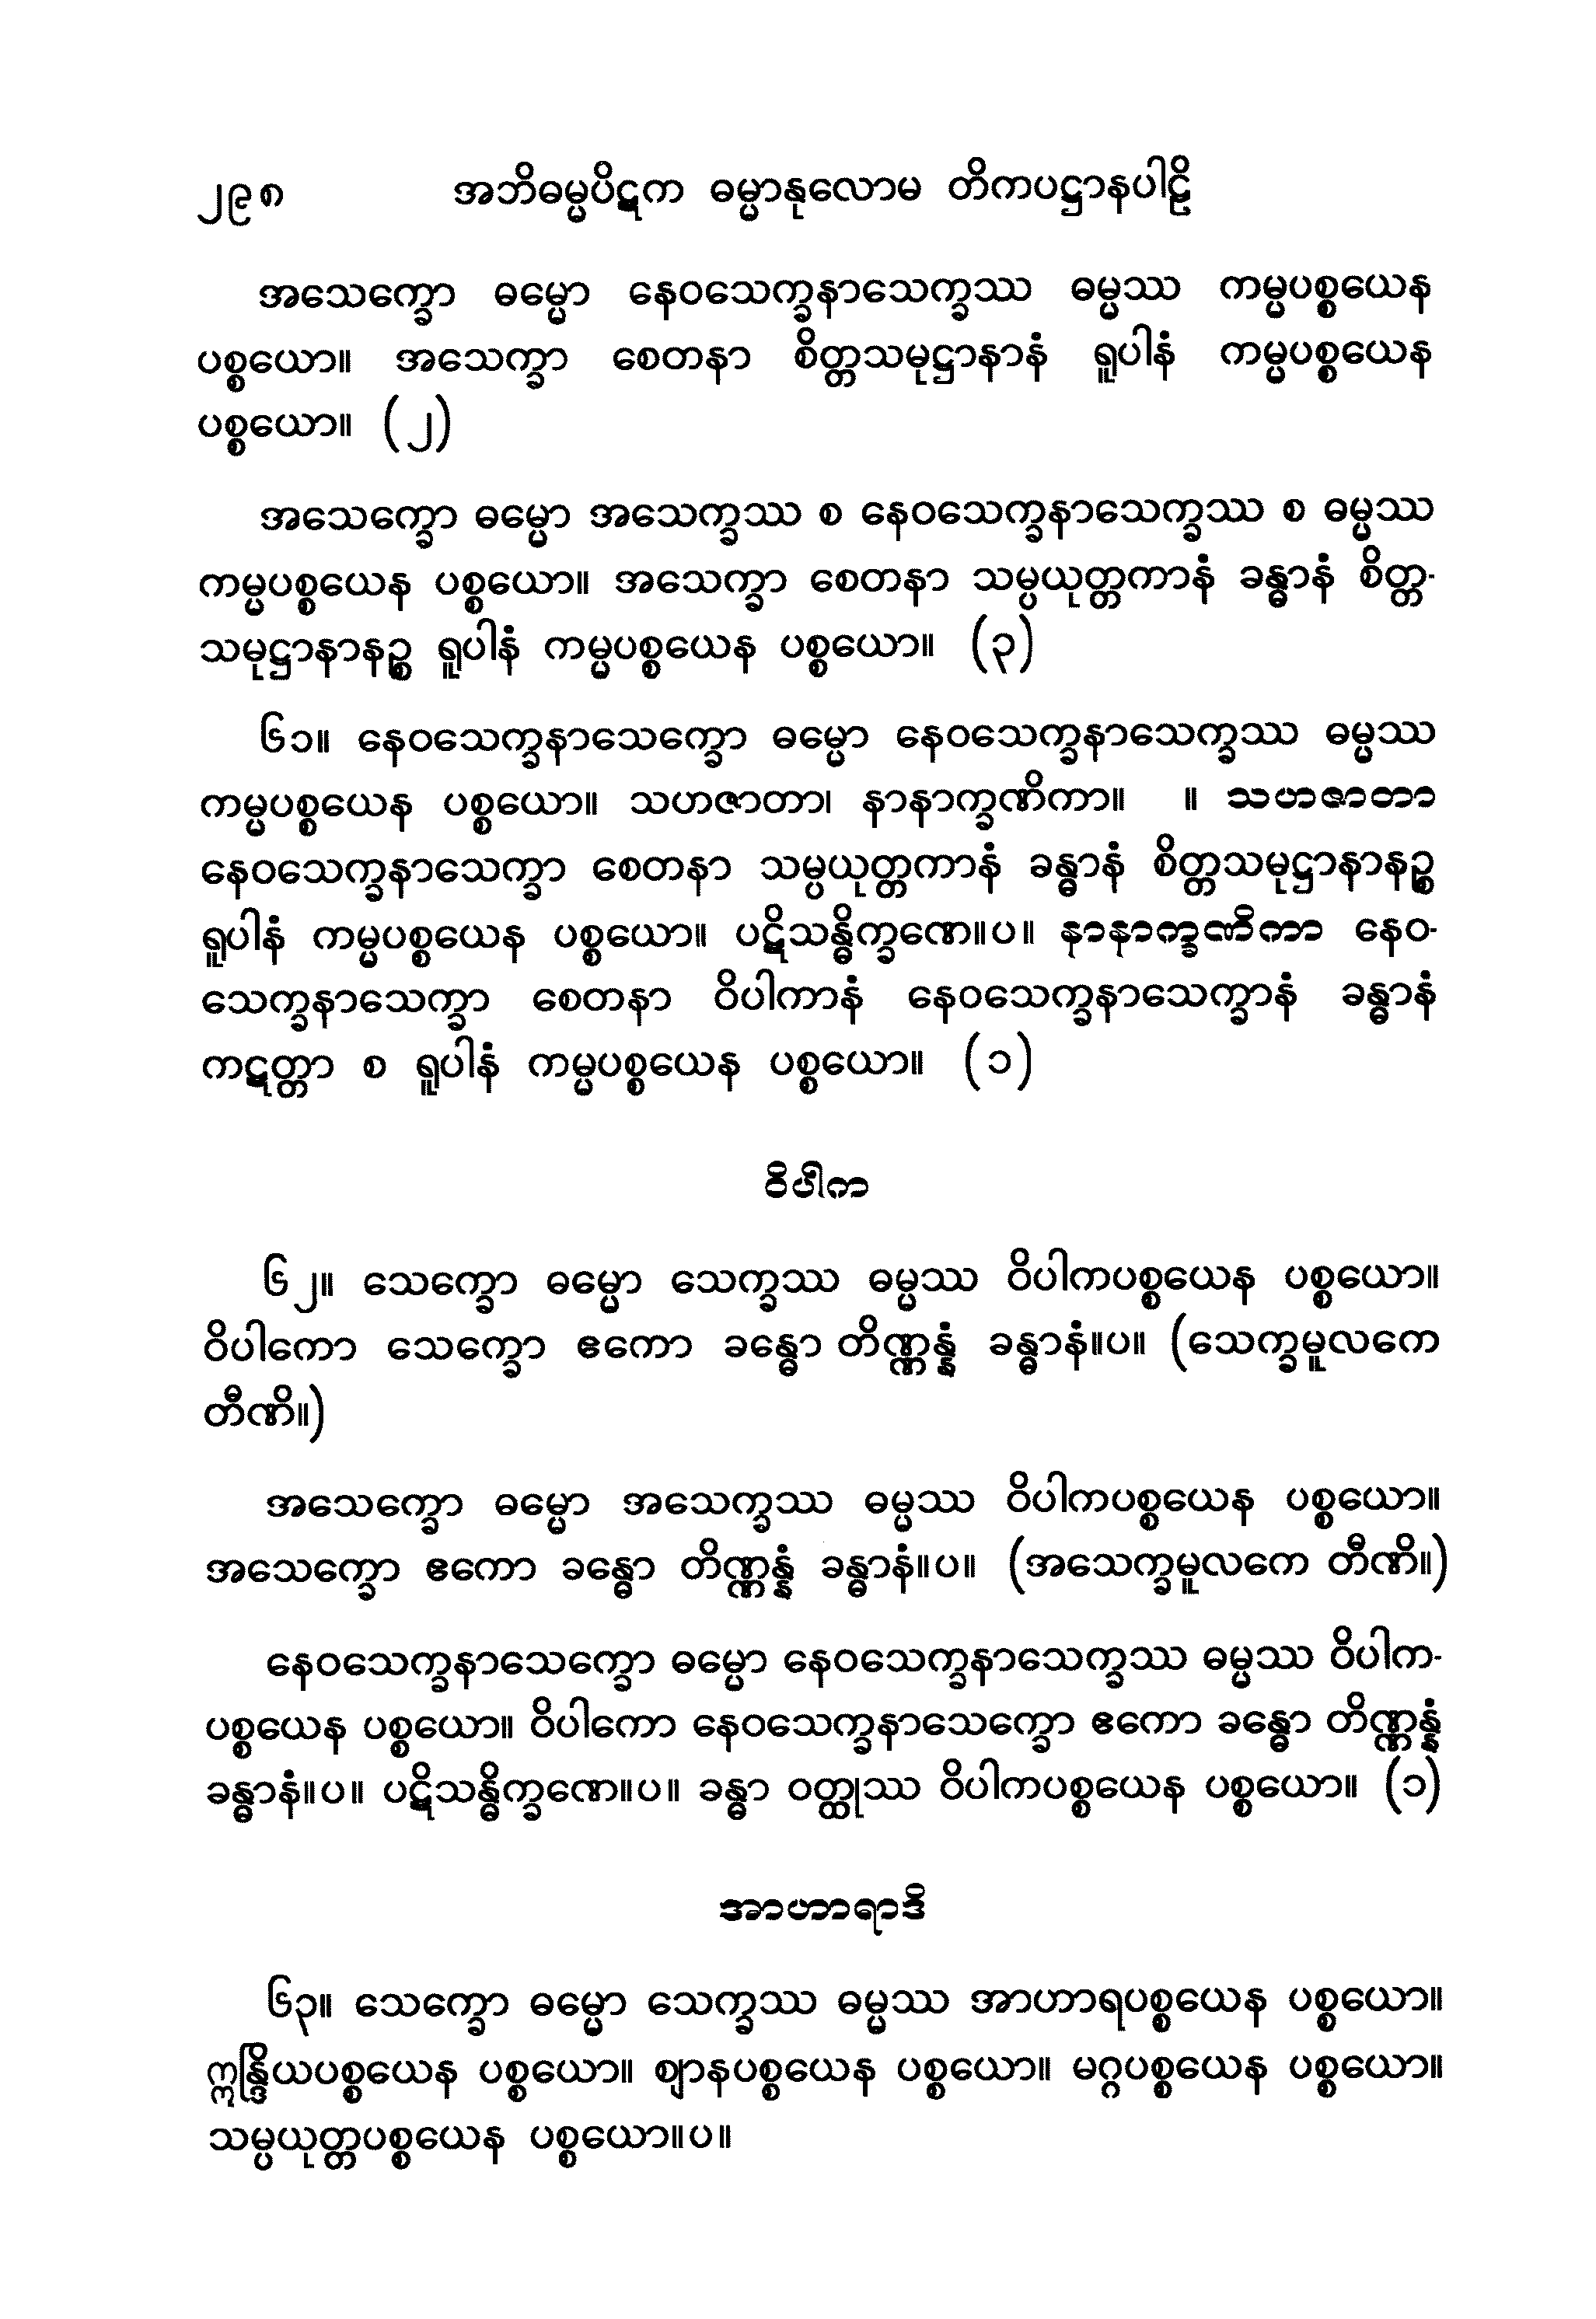 ၂၉၈ အဘိဓမ္မပိဋက ဓမ္မာနုလောမ တိကပဋ္ဌာနပါဠိ
အသေက္ခော ဓမ္မော နေဝသေက္ခနာသေက္ခဿ ဓမ္မဿ ကမ္မပစ္စယေန
ပစ္စယော။ အသေက္ခာ စေတနာ စိတ္တသမုဋ္ဌာနာနံ ရူပါနံ ကမ္မပစ္စယေန
ပစ္စယော။ (၂)
အသေက္ခော ဓမ္မော အသေက္ခဿ စ နေဝသေက္ခနာသေက္ခဿ စ ဓမ္မဿ
ကမ္မပစ္စယေန ပစ္စယော။ အသေက္ခာ စေတနာ သမ္ပယုတ္တကာနံ ခန္ဓာနံ စိတ္တ-
သမုဋ္ဌာနာနဉ္စ ရူပါနံ ကမ္မပစ္စယေန ပစ္စယော။ (၃)
၆၁။ နေဝသေက္ခနာသေက္ခော ဓမ္မော နေဝသေက္ခနာသေက္ခဿ ဓမ္မဿ
ကမ္မပစ္စယေန ပစ္စယော။ သဟဇာတာ၊ နာနာက္ခဏိကာ။ ။ သဟဇာတာ
နေဝသေက္ခနာသေက္ခာ စေတနာ သမ္ပယုတ္တကာနံ ခန္ဓာနံ စိတ္တသမုဋ္ဌာနာနဉ္စ
ရူပါနံ ကမ္မပစ္စယေန ပစ္စယော။ ပဋိသန္ဓိက္ခဏေ။ပ။ နာနာက္ခဏိကာ နေဝ-
သေက္ခနာသေက္ခာ စေတနာ ဝိပါကာနံ နေဝသေက္ခနာသေက္ခာနံ ခန္ဓာနံ
ကဋတ္တာ စ ရူပါနံ ကမ္မပစ္စယေန ပစ္စယော။ (၁)
ဝိပါက
၆၂။ သေက္ခော ဓမ္မော သေက္ခဿ ဓမ္မဿ ဝိပါကပစ္စယေန ပစ္စယော။
ဝိပါကော သေက္ခော ဧကော ခန္ဓော တိဏ္ဏန္နံ ခန္ဓာနံ။ပ။ (သေက္ခမူလကေ
တီဏိ။)
အသေက္ခော ဓမ္မော အသေက္ခဿ ဓမ္မဿ ဝိပါကပစ္စယေန ပစ္စယော။
အသေက္ခော ဧကော ခန္ဓော တိဏ္ဏန္နံ ခန္ဓာနံ။ပ။ (အသေက္ခမူလကေ တီဏိ။)
နေဝသေက္ခနာသေက္ခော ဓမ္မော နေဝသေက္ခနာသေက္ခဿ ဓမ္မဿ ဝိပါက-
ပစ္စယေန ပစ္စယော။ ဝိပါကော နေဝသေက္ခနာသေက္ခော ဧကော ခန္ဓော တိဏ္ဏန္နံ
ခန္ဓာနံ။ပ။ ပဋိသန္ဓိက္ခဏေ။ပ။ ခန္ဓာ ဝတ္ထုဿ ဝိပါကပစ္စယေန ပစ္စယော။ (၁)
အာဟာရာဒိ
၆၃။ သေက္ခော ဓမ္မော သေက္ခဿ ဓမ္မဿ အာဟာရပစ္စယေန ပစ္စယော။
ဣန္ဒြိယပစ္စယေန ပစ္စယော။ ဈာနပစ္စယေန ပစ္စယော။ မဂ္ဂပစ္စယေန ပစ္စယော။
သမ္ပယုတ္တပစ္စယေန ပစ္စယော။ပ။